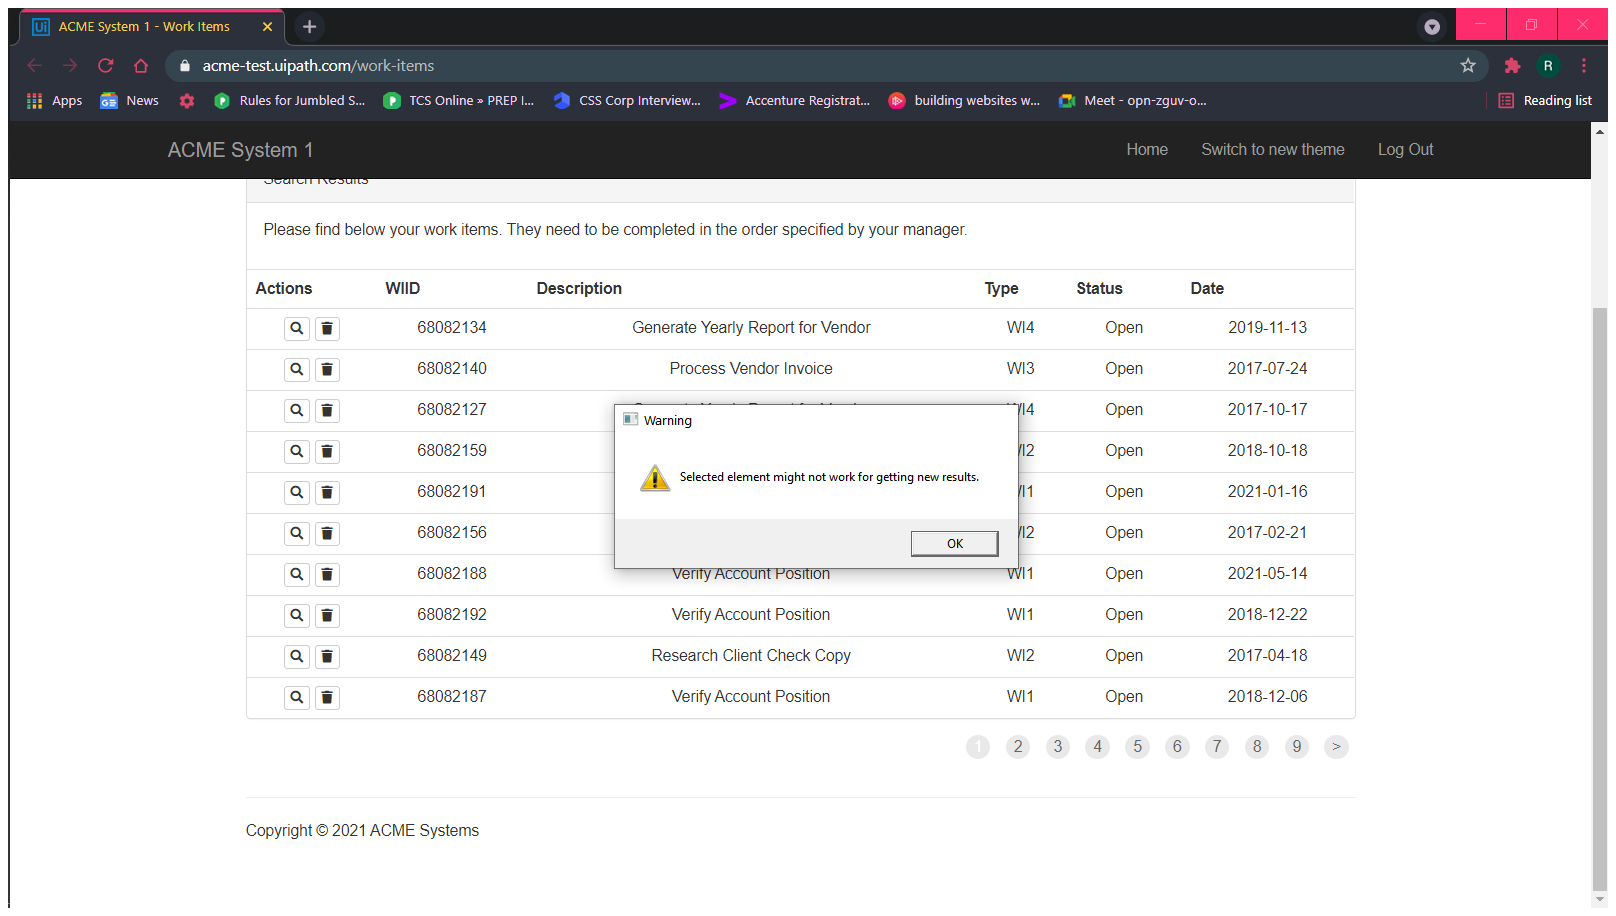 ACME System 1 - Work Items
acme-test.uipath.com/work-items
R
Apps News Rules for Jumbled S... TCS Online » PREP I... CSS Corp Interview... Accenture Registrat... building websites w... Meet - opn-zguv-o... Reading list
ACME System 1 Home Switch to new theme Log Out
Search Results
Please find below your work items. They need to be completed in the order specified by your manager.
Actions WIID Description Type Status Date
68082134 Generate Yearly Report for Vendor WI4 Open 2019-11-13
68082140 Process Vendor Invoice WI3 Open 2017-07-24
68082127 Generate Yearly Report for Vendor WI4 Open 2017-10-17
Warning
68082159 WI2 Open 2018-10-18
Selected element might not work for getting new results.
68082191 WI1 Open 2021-01-16
68082156 WI2 Open 2017-02-21
OK
68082188 Verify Account Position WI1 Open 2021-05-14
68082192 Verify Account Position WI1 Open 2018-12-22
68082149 Research Client Check Copy WI2 Open 2017-04-18
68082187 Verify Account Position WI1 Open 2018-12-06
1 2 3 4 5 6 7 8 9 >
Copyright © 2021 ACME Systems